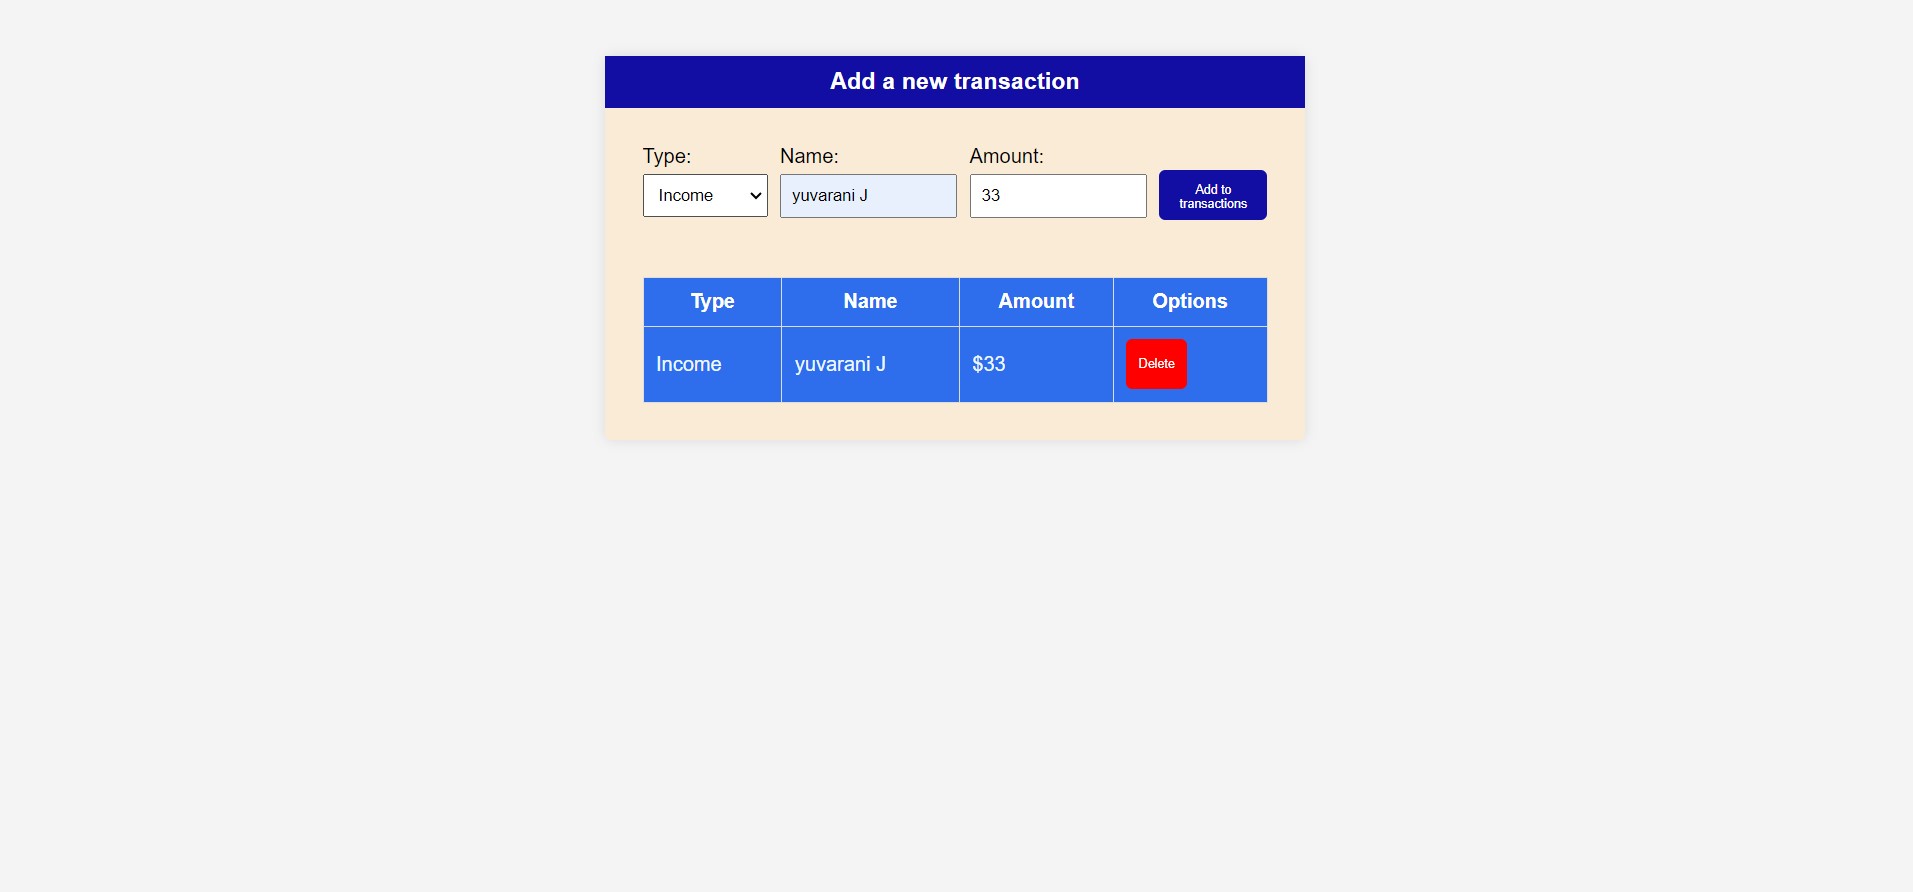 Add a new transaction
Type: Name: Amount:
Income yuvarani J 33 Add to
transactions
Type Name Amount Options
Income yuvarani J $33 Delete